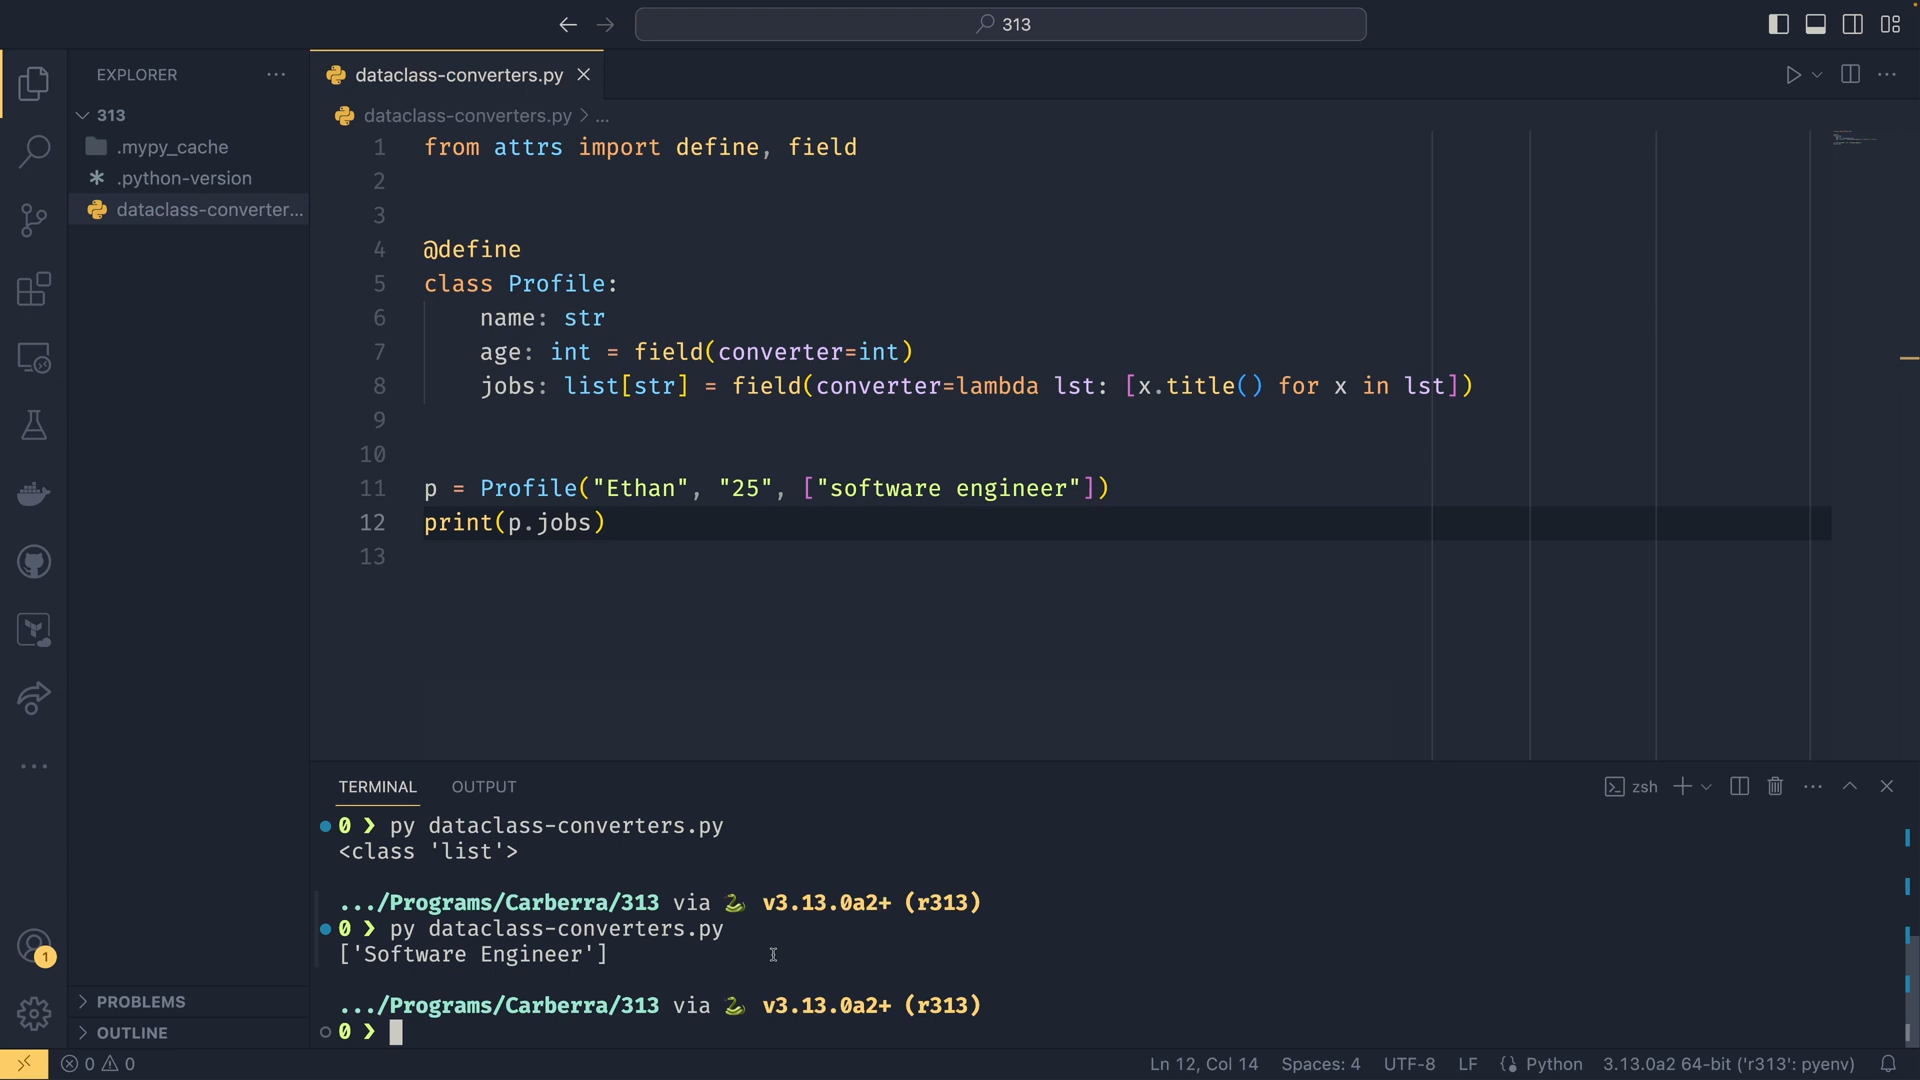 313
EXPLORER
313
.mypy_cache
.python-version
dataclass-converter...
dataclass-converters.py
dataclass-converters.py > ...
1 from attrs import define, field
2
3
4 @define
5 class Profile:
6 name: str
7 age: int = field(converter=int)
8 jobs: list[str] = field(converter=lambda lst: [x.title() for x in lst])
9
10
11 p = Profile("Ethan", "25", ["software engineer"])
12 print(p.jobs)
13
TERMINAL OUTPUT
zsh
0 ❯ py dataclass-converters.py
<class 'list'>
.../Programs/Carberra/313 via 🐍 v3.13.0a2+ (r313)
0 ❯ py dataclass-converters.py
['Software Engineer']
.../Programs/Carberra/313 via 🐍 v3.13.0a2+ (r313)
0 ❯
1
PROBLEMS
OUTLINE
0 0
Ln 12, Col 14 Spaces: 4 UTF-8 LF Python 3.13.0a2 64-bit ('r313': pyenv)